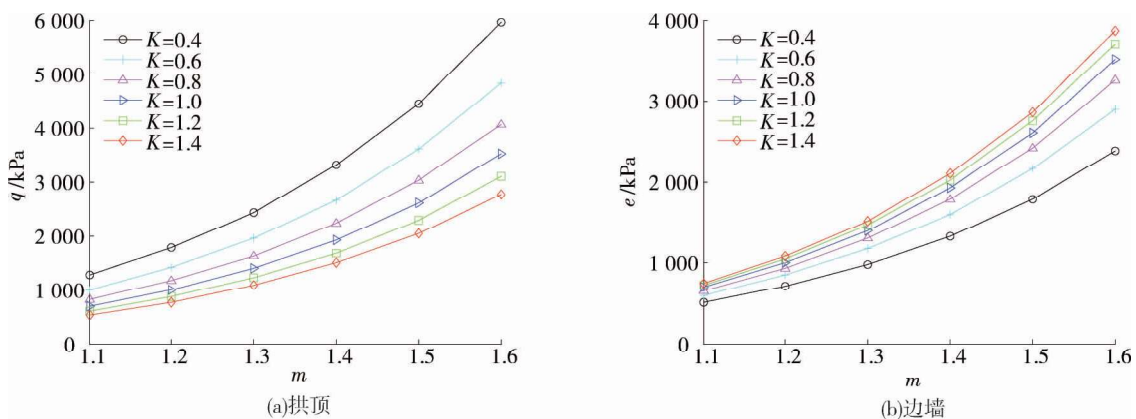 q/kPa
6 000
5 000
4 000
3 000
2 000
1 000
0
K=0.4
K=0.6
K=0.8
K=1.0
K=1.2
K=1.4
1.1 1.2 1.3 1.4 1.5 1.6
m
(a)拱顶
e/kPa
4 000
3 000
2 000
1 000
0
K=0.4
K=0.6
K=0.8
K=1.0
K=1.2
K=1.4
1.1 1.2 1.3 1.4 1.5 1.6
m
(b)边墙